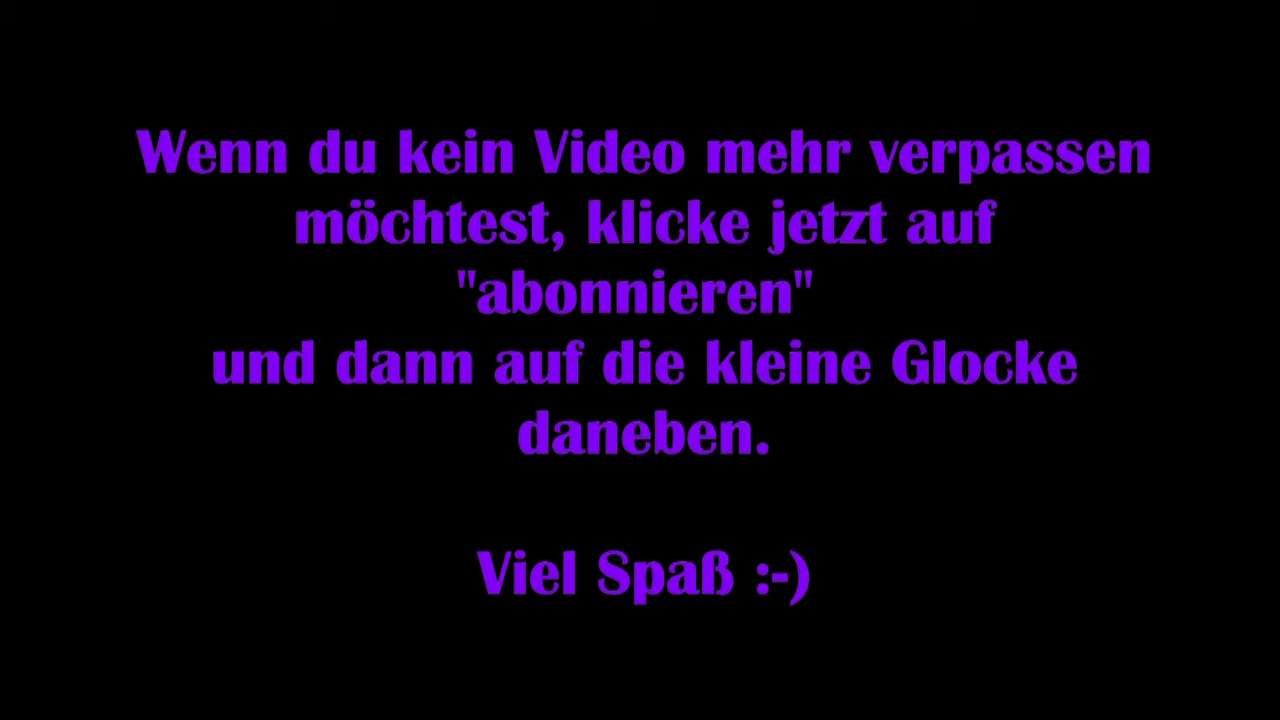 Wenn du kein Video mehr verpassen
möchtest, klicke jetzt auf
"abonnieren"
und dann auf die kleine Glocke
daneben.
Viel Spaß :-)